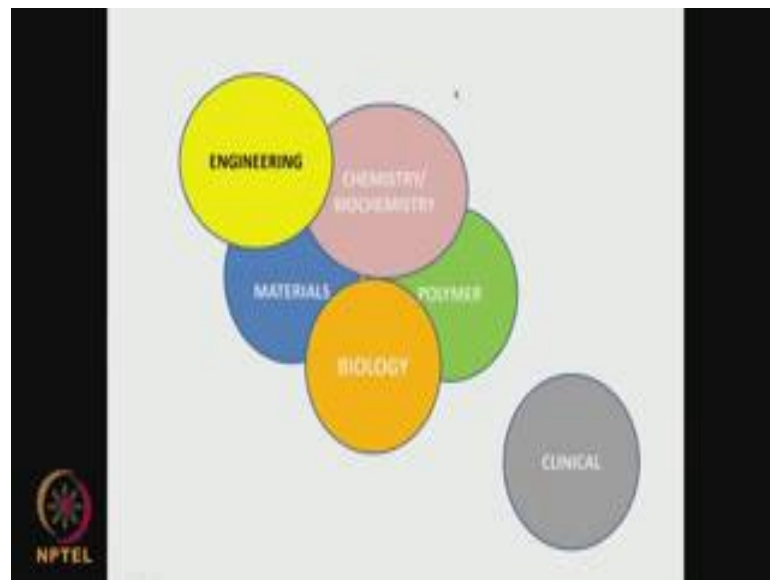 ENGINEERING
CHEMISTRY/
BIOCHEMISTRY
MATERIALS
POLYMER
BIOLOGY
CLINICAL
NPTEL